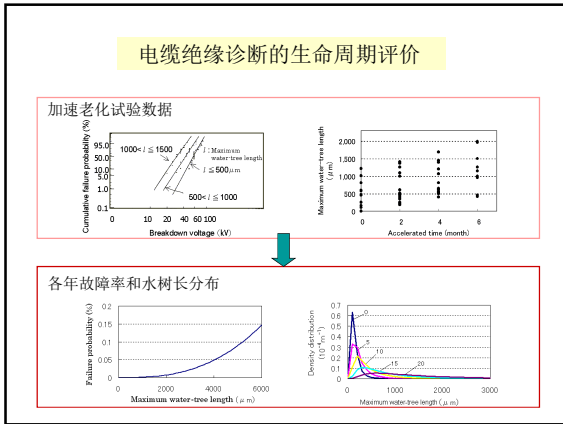 电缆绝缘诊断的生命周期评价
加速老化试验数据
Cumulative failure probability (%)
95.0
50.0
10.0
5.0
1.0
0.1
1000< l ≦ 1500
l : Maximum
water-tree length
l ≦500μm
500< l ≦1000
0 10 20 40 60 100
Breakdown voltage (kV)
Maximum water-tree length
(μm)
2,000
1,500
1,000
500
0
0 2 4 6
Accelerated time (month)
各年故障率和水树长分布
Failure probability (%)
0.2
0.15
0.1
0.05
0
0 2000 4000 6000
Maximum water-tree length (μm)
Density distribution
(10⁻⁴m⁻¹)
0.7
0.6
0.5
0.4
0.3
0.2
0.1
0
0
5
10
15
20
0 1000 2000 3000
Maximum water-tree length (μm)